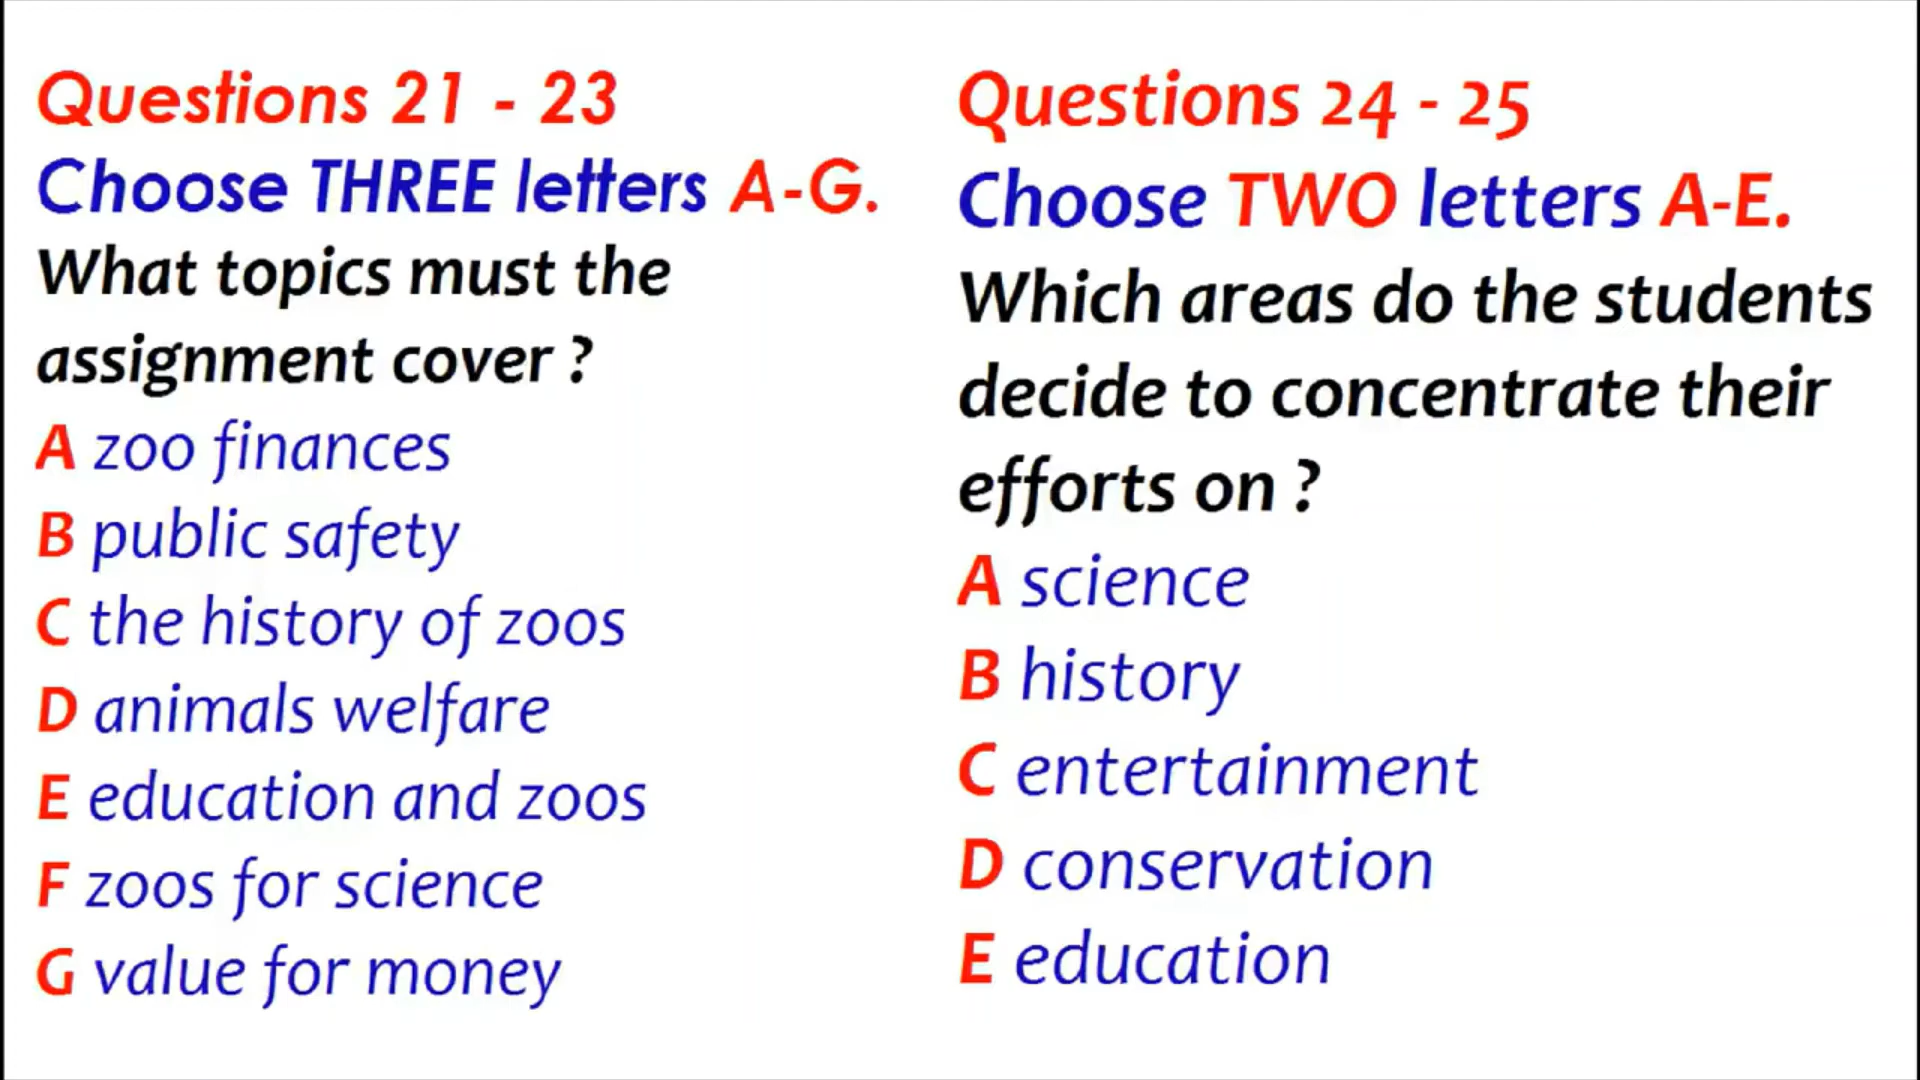 Questions 21 - 23
Choose THREE letters A-G.
What topics must the
assignment cover ?
A zoo finances
B public safety
C the history of zoos
D animals welfare
E education and zoos
F zoos for science
G value for money
Questions 24 - 25
Choose TWO letters A-E.
Which areas do the students
decide to concentrate their
efforts on ?
A science
B history
C entertainment
D conservation
E education